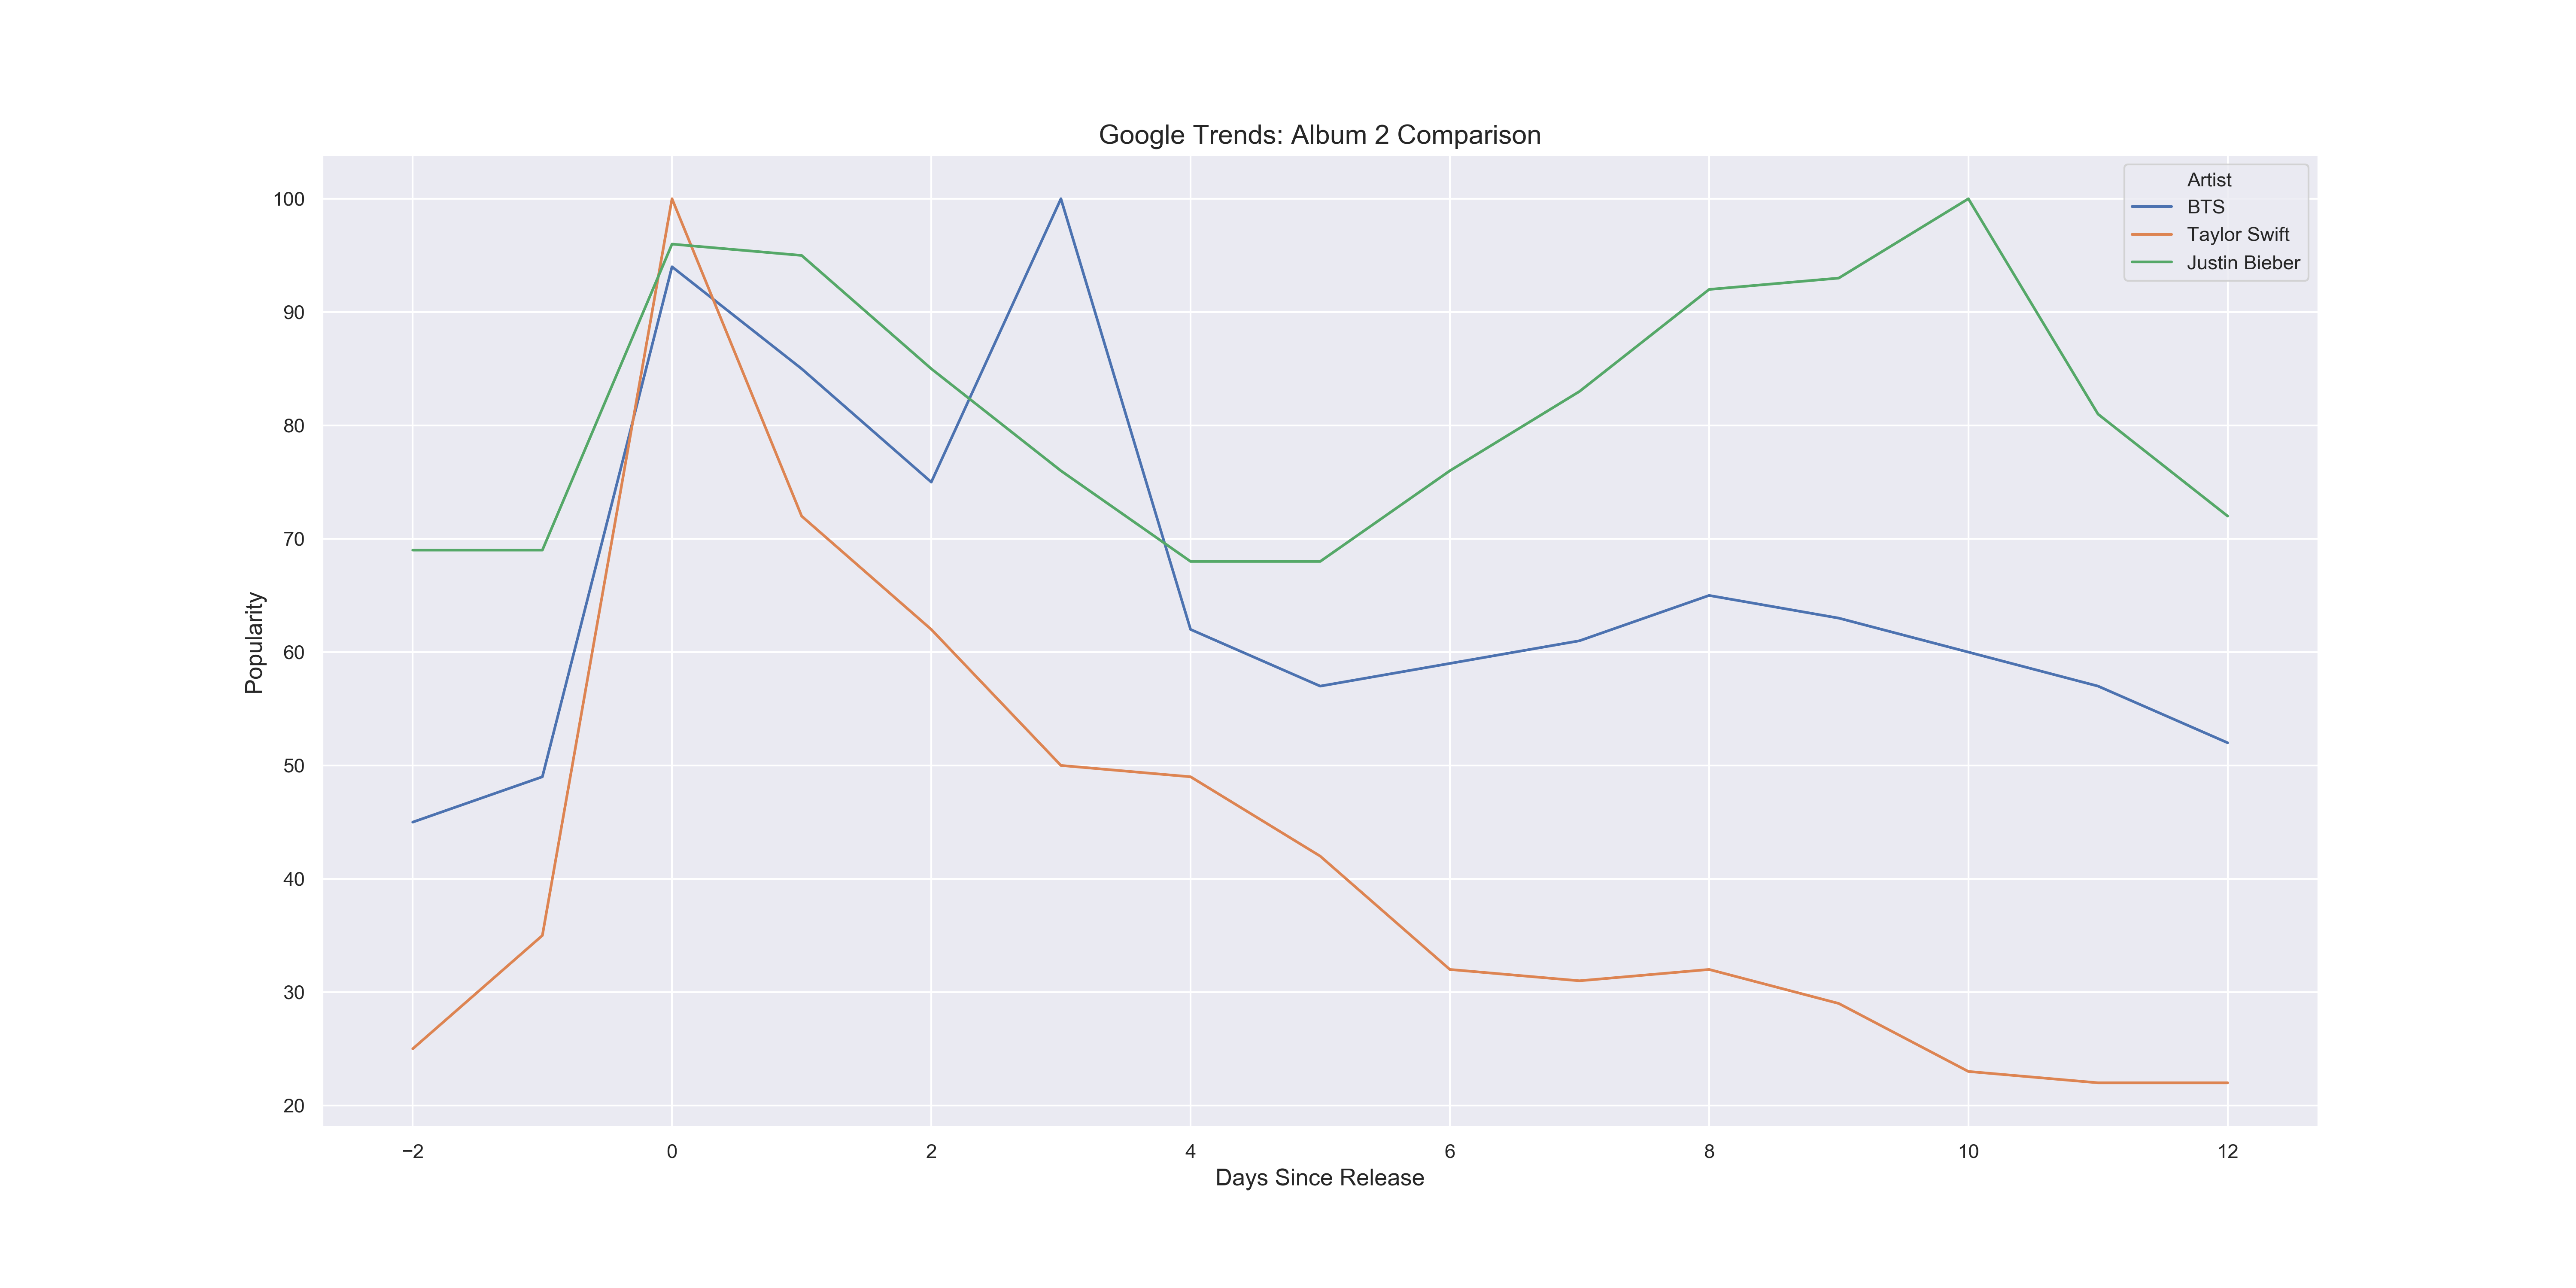 Google Trends: Album 2 Comparison
Artist
BTS
Taylor Swift
Justin Bieber
Popularity
100
90
80
70
60
50
40
30
20
−2 0 2 4 6 8 10 12
Days Since Release